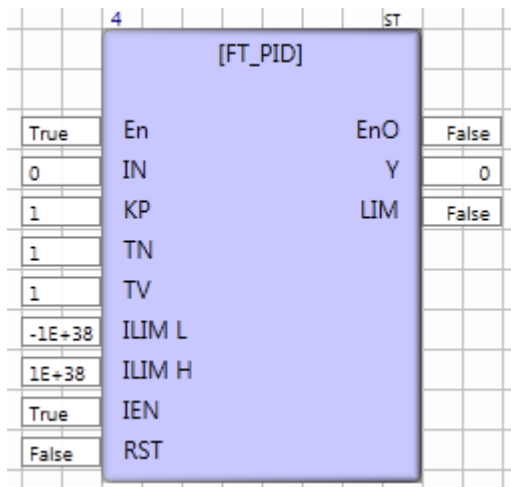 4 ST
[FT_PID]
True En EnO False
0 IN Y 0
1 KP LIM False
1 TN
1 TV
-1E+38 ILIM L
1E+38 ILIM H
True IEN
False RST